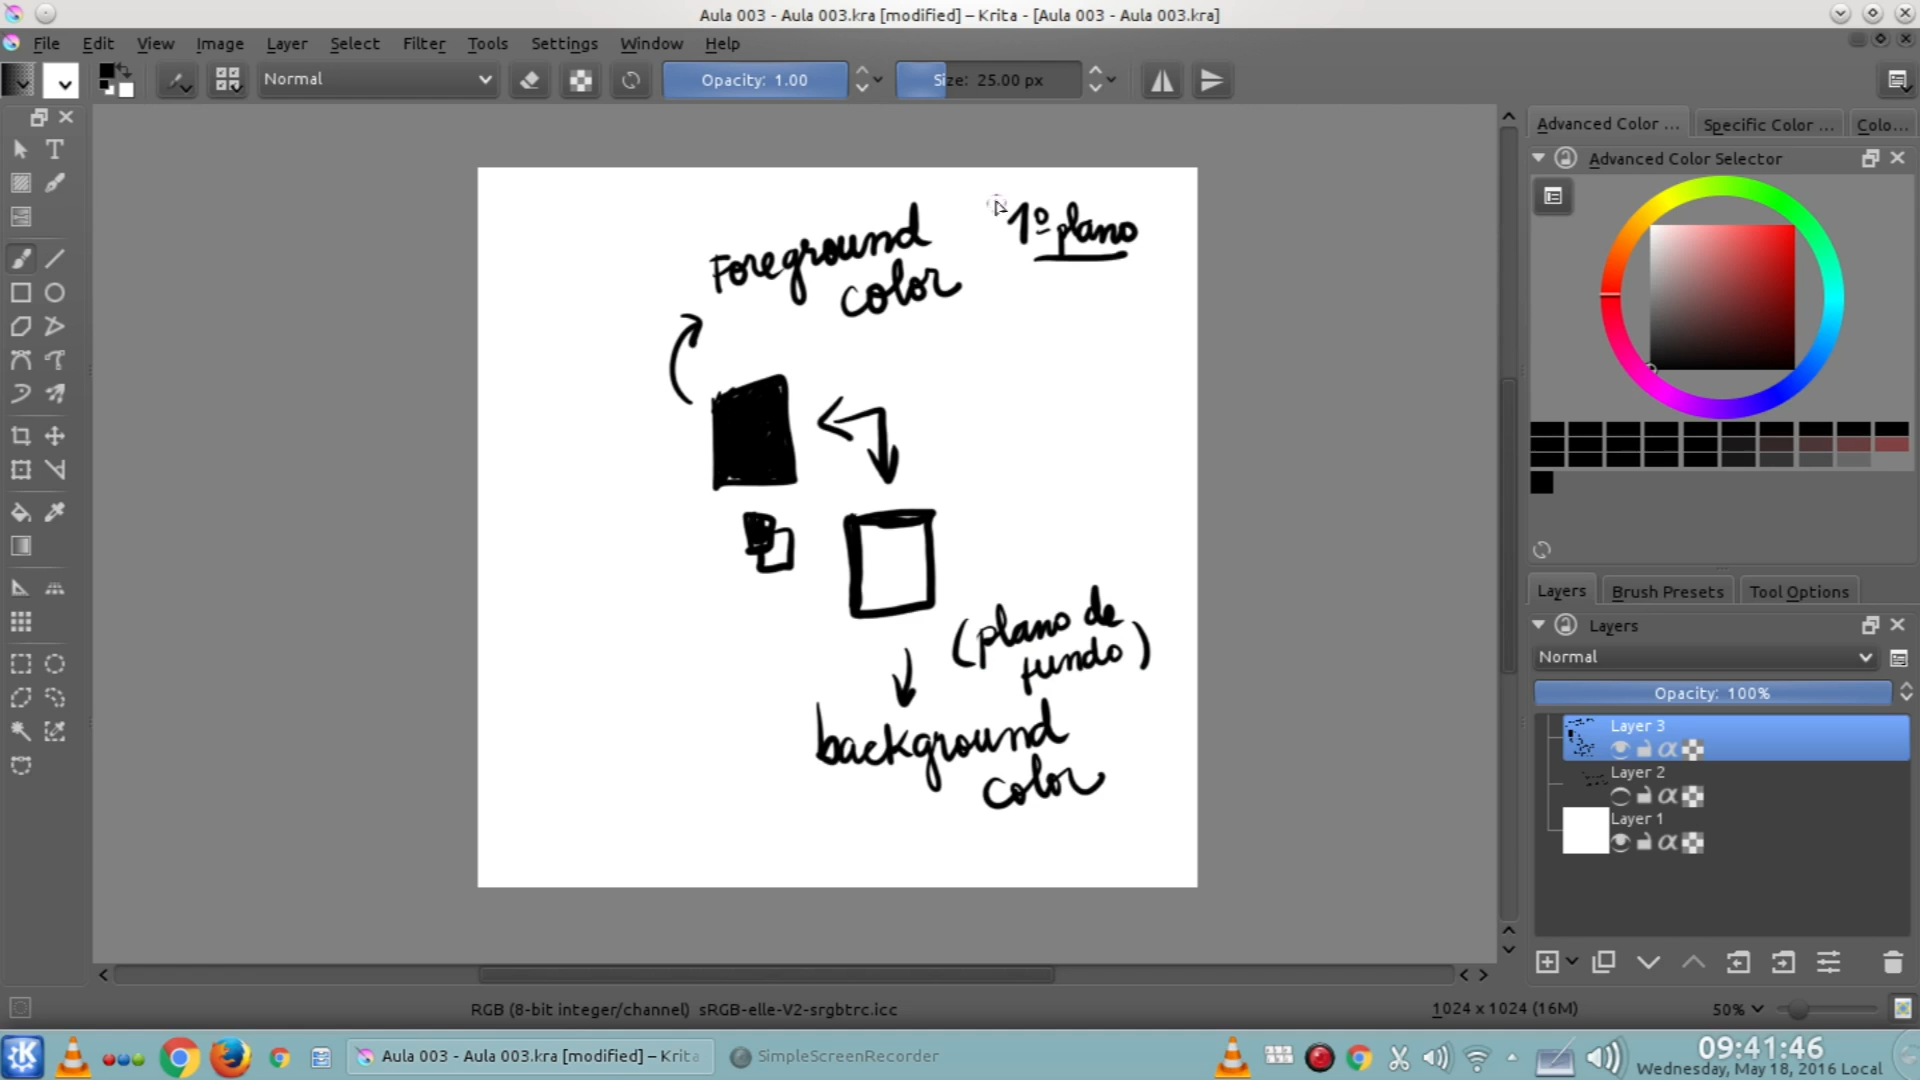 Aula 003 - Aula 003.kra [modified] – Krita - [Aula 003 - Aula 003.kra]
File Edit View Image Layer Select Filter Tools Settings Window Help
Normal Opacity: 1.00 Size: 25.00 px
Advanced Color ... Specific Color ... Colo...
Advanced Color Selector
1º plano
Foreground
color
(plano de
fundo)
background
color
Layers Brush Presets Tool Options
Layers
Normal
Opacity: 100%
Layer 3
Layer 2
Layer 1
RGB (8-bit integer/channel) sRGB-elle-V2-srgbtrc.icc
1024 x 1024 (16M)
50%
Aula 003 - Aula 003.kra [modified] – Krita
SimpleScreenRecorder
09:41:46
Wednesday, May 18, 2016 Local